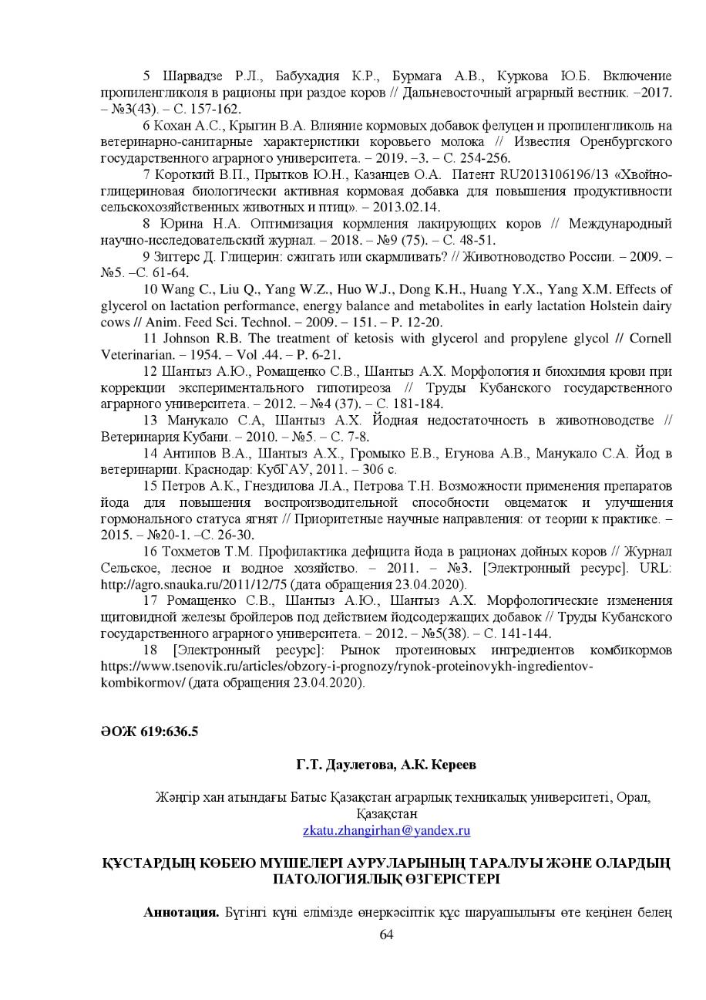 5 Шарвадзе Р.Л., Бабухадия К.Р., Бурмага А.В., Куркова Ю.Б. Включение
пропиленгликоля в рационы при раздое коров // Дальневосточный аграрный вестник. –2017.
– №3(43). – С. 157-162.
6 Кохан А.С., Крыгин В.А. Влияние кормовых добавок фелуцен и пропиленгликоль на
ветеринарно-санитарные характеристики коровьего молока // Известия Оренбургского
государственного аграрного университета. – 2019. –3. – С. 254-256.
7 Короткий В.П., Прытков Ю.Н., Казанцев О.А. Патент RU2013106196/13 «Хвойно-
глицериновая биологически активная кормовая добавка для повышения продуктивности
сельскохозяйственных животных и птиц». – 2013.02.14.
8 Юрина Н.А. Оптимизация кормления лакирующих коров // Международный
научно-исследовательский журнал. – 2018. – №9 (75). – С. 48-51.
9 Зиггерс Д. Глицерин: сжигать или скармливать? // Животноводство России. – 2009. –
№5. –С. 61-64.
10 Wang C., Liu Q., Yang W.Z., Huo W.J., Dong K.H., Huang Y.X., Yang X.M. Effects of
glycerol on lactation performance, energy balance and metabolites in early lactation Holstein dairy
cows // Anim. Feed Sci. Technol. – 2009. – 151. – P. 12-20.
11 Johnson R.B. The treatment of ketosis with glycerol and propylene glycol // Cornell
Veterinarian. – 1954. – Vol .44. – P. 6-21.
12 Шантыз А.Ю., Ромащенко С.В., Шантыз А.Х. Морфология и биохимия крови при
коррекции экспериментального гипотиреоза // Труды Кубанского государственного
аграрного университета. – 2012. – №4 (37). – С. 181-184.
13 Манукало С.А, Шантыз А.Х. Йодная недостаточность в животноводстве //
Ветеринария Кубани. – 2010. – №5. – С. 7-8.
14 Антипов В.А., Шантыз А.Х., Громыко Е.В., Егунова А.В., Манукало С.А. Йод в
ветеринарии. Краснодар: КубГАУ, 2011. – 306 с.
15 Петров А.К., Гнездилова Л.А., Петрова Т.Н. Возможности применения препаратов
йода для повышения воспроизводительной способности овцематок и улучшения
гормонального статуса ягнят // Приоритетные научные направления: от теории к практике. –
2015. – №20-1. –С. 26-30.
16 Тохметов Т.М. Профилактика дефицита йода в рационах дойных коров // Журнал
Сельское, лесное и водное хозяйство. – 2011. – №3. [Электронный ресурс]. URL:
http://agro.snauka.ru/2011/12/75 (дата обращения 23.04.2020).
17 Ромащенко С.В., Шантыз А.Ю., Шантыз А.Х. Морфологические изменения
щитовидной железы бройлеров под действием йодсодержащих добавок // Труды Кубанского
государственного аграрного университета. – 2012. – №5(38). – С. 141-144.
18 [Электронный ресурс]: Рынок протеиновых ингредиентов комбикормов
https://www.tsenovik.ru/articles/obzory-i-prognozy/rynok-proteinovykh-ingredientov-
kombikormov/ (дата обращения 23.04.2020).
ӘОЖ 619:636.5
Г.Т. Даулетова, А.К. Кереев
Жәңгір хан атындағы Батыс Қазақстан аграрлық техникалық университеті, Орал,
Қазақстан
zkatu.zhangirhan@yandex.ru
ҚҰСТАРДЫҢ КӨБЕЮ МҮШЕЛЕРІ АУРУЛАРЫНЫҢ ТАРАЛУЫ ЖӘНЕ ОЛАРДЫҢ
ПАТОЛОГИЯЛЫҚ ӨЗГЕРІСТЕРІ
Аннотация. Бүгінгі күні елімізде өнеркәсіптік құс шаруашылығы өте кеңінен белең
64